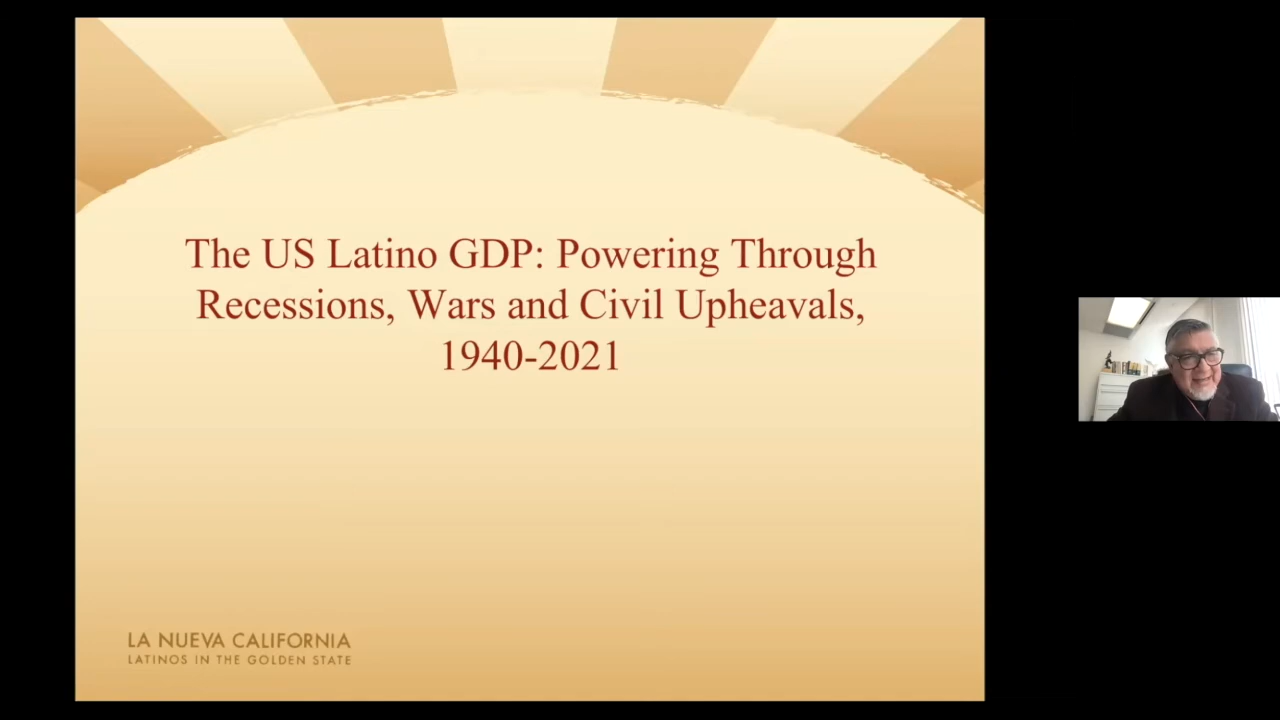 The US Latino GDP: Powering Through
Recessions, Wars and Civil Upheavals,
1940-2021
LA NUEVA CALIFORNIA
LATINOS IN THE GOLDEN STATE